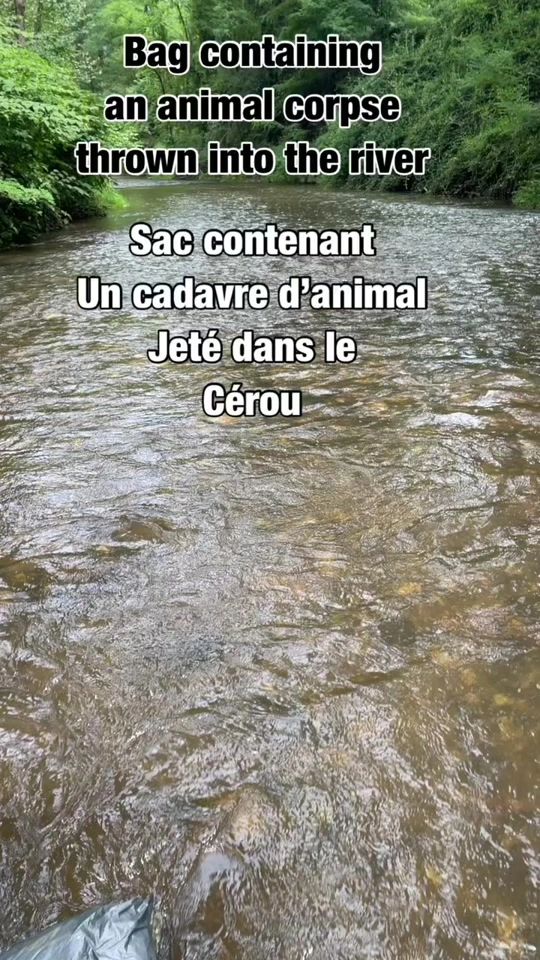 Bag containing
an animal corpse
thrown into the river
Sac contenant
Un cadavre d'animal
Jeté dans le
Cérou